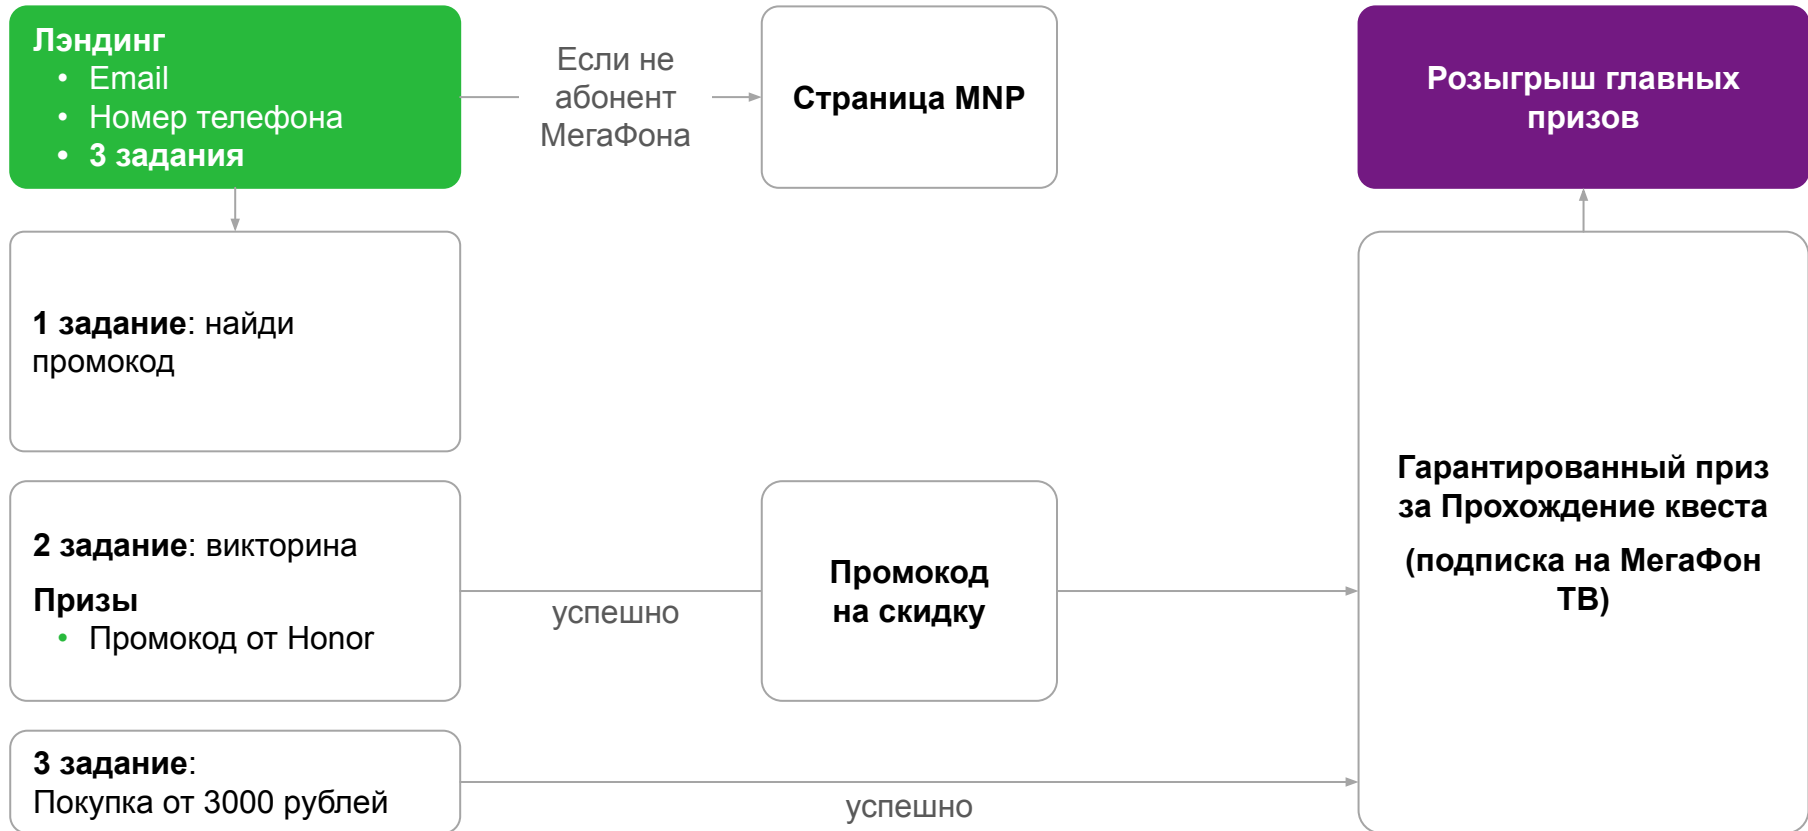 Лэндинг
• Email
• Номер телефона
• 3 задания
Если не
абонент
МегаФона
Страница MNP
Розыгрыш главных
призов
1 задание: найди
промокод
2 задание: викторина
Призы
• Промокод от Honor
успешно
Промокод
на скидку
Гарантированный приз
за Прохождение квеста
(подписка на МегаФон
ТВ)
3 задание:
Покупка от 3000 рублей
успешно